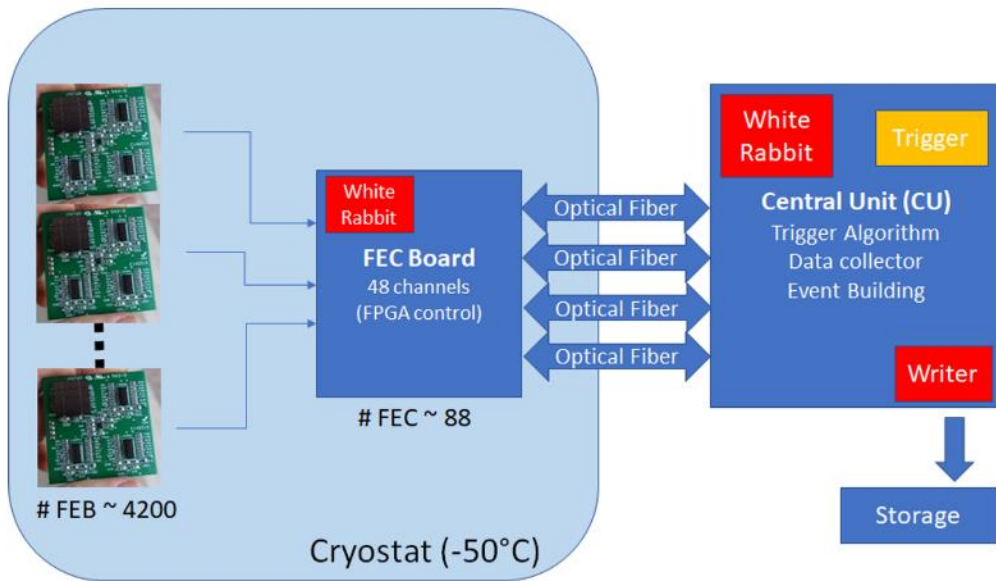 White
Rabbit
FEC Board
48 channels
(FPGA control)
# FEC ~ 88
# FEB ~ 4200
Cryostat (-50°C)
Optical Fiber
Optical Fiber
Optical Fiber
Optical Fiber
White
Rabbit
Trigger
Central Unit (CU)
Trigger Algorithm
Data collector
Event Building
Writer
Storage